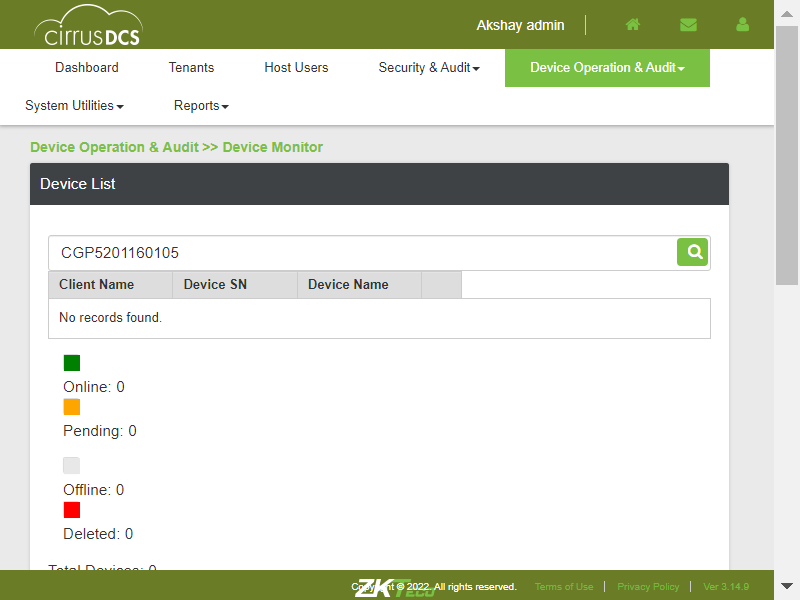 cirrusDCS
Akshay admin
Dashboard
Tenants
Host Users
Security & Audit
Device Operation & Audit
System Utilities
Reports
Device Operation & Audit >> Device Monitor
Device List
CGP5201160105
Client Name
Device SN
Device Name
No records found.
Online: 0
Pending: 0
Offline: 0
Deleted: 0
Total Devices: 0
ZKTeco
Copyright © 2022. All rights reserved.
Terms of Use
Privacy Policy
Ver 3.14.9